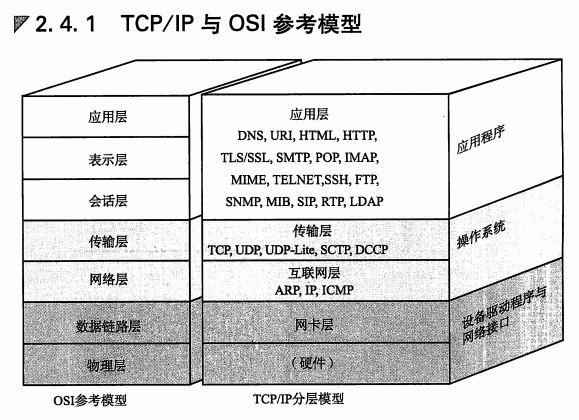 2.4.1 TCP/IP 与 OSI 参考模型
应用层
表示层
会话层
传输层
网络层
数据链路层
物理层
OSI参考模型
应用层
DNS, URI, HTML, HTTP,
TLS/SSL, SMTP, POP, IMAP,
MIME, TELNET,SSH, FTP,
SNMP, MIB, SIP, RTP, LDAP
传输层
TCP, UDP, UDP-Lite, SCTP, DCCP
互联网层
ARP, IP, ICMP
网卡层
（硬件）
TCP/IP分层模型
应用程序
操作系统
设备驱动程序与
网络接口